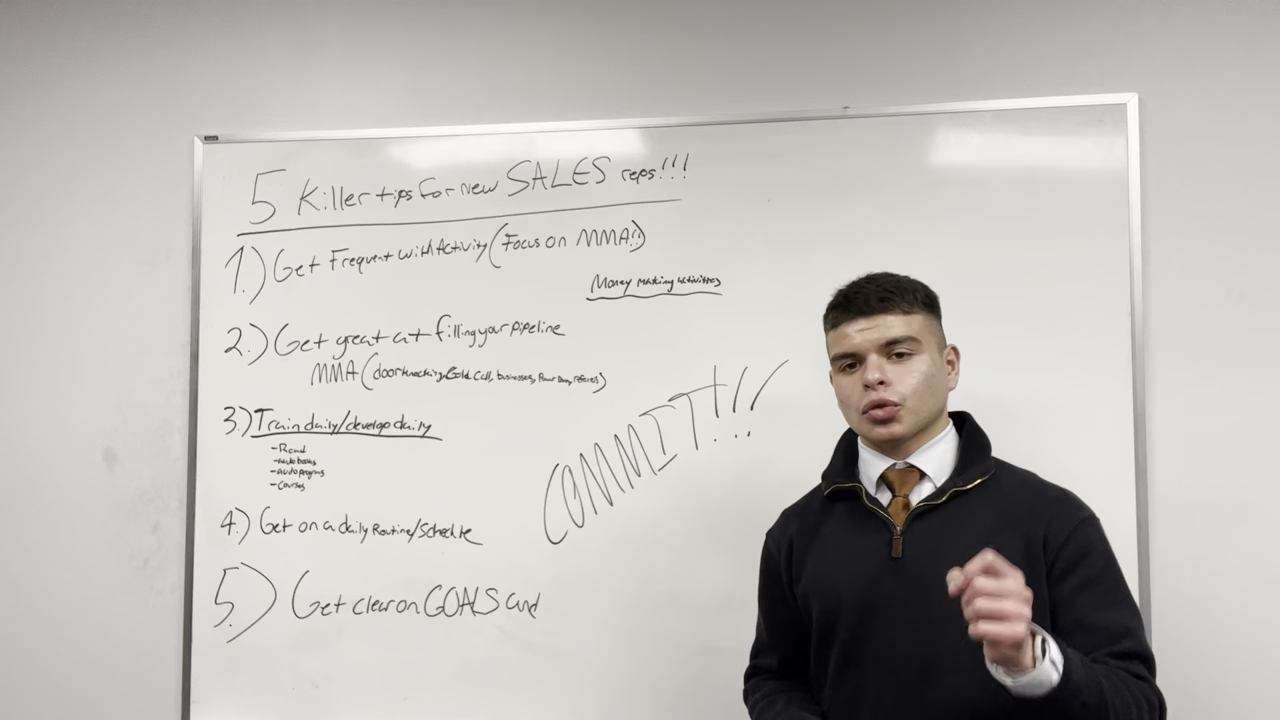 5 Killer tips for new SALES reps!!!
1.) Get Frequent with Activity (Focus on MMA!!)
Money Making Activities
2.) Get great at filling your pipeline
MMA (door knocking, Cold Call, businesses, Power Day, referrals)
3.) Train daily/develop daily
- Read
- Audio books
- Audio programs
- Courses
4.) Get on a daily Routine/Schedule
5.) Get clear on GOALS and
COMMIT!!!